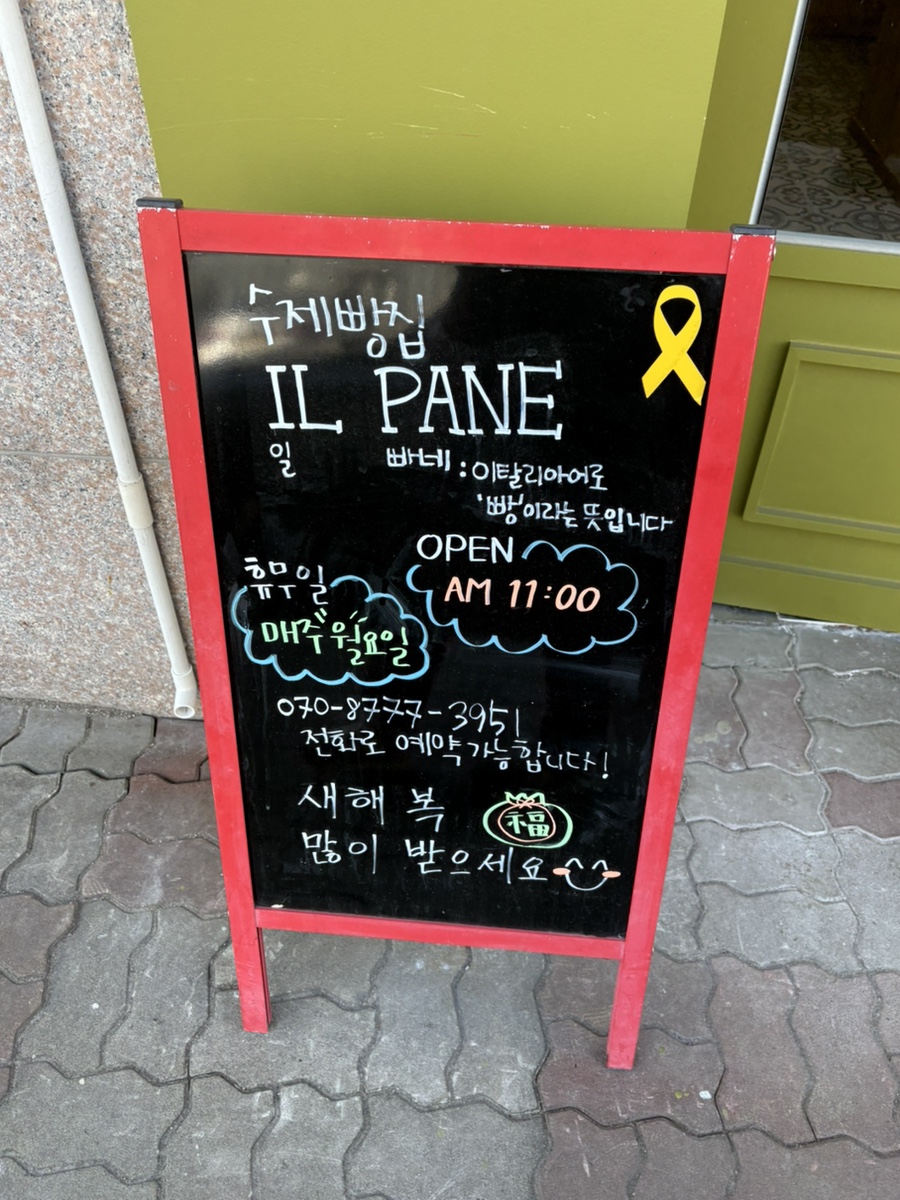 수제빵집
IL PANE
일 빠네 : 이탈리아어로
'빵'이라는 뜻입니다
OPEN
AM 11:00
휴무일
매주 월요일
070-8777-3951
전화로 예약가능합니다!
새해 복
福
많이 받으세요